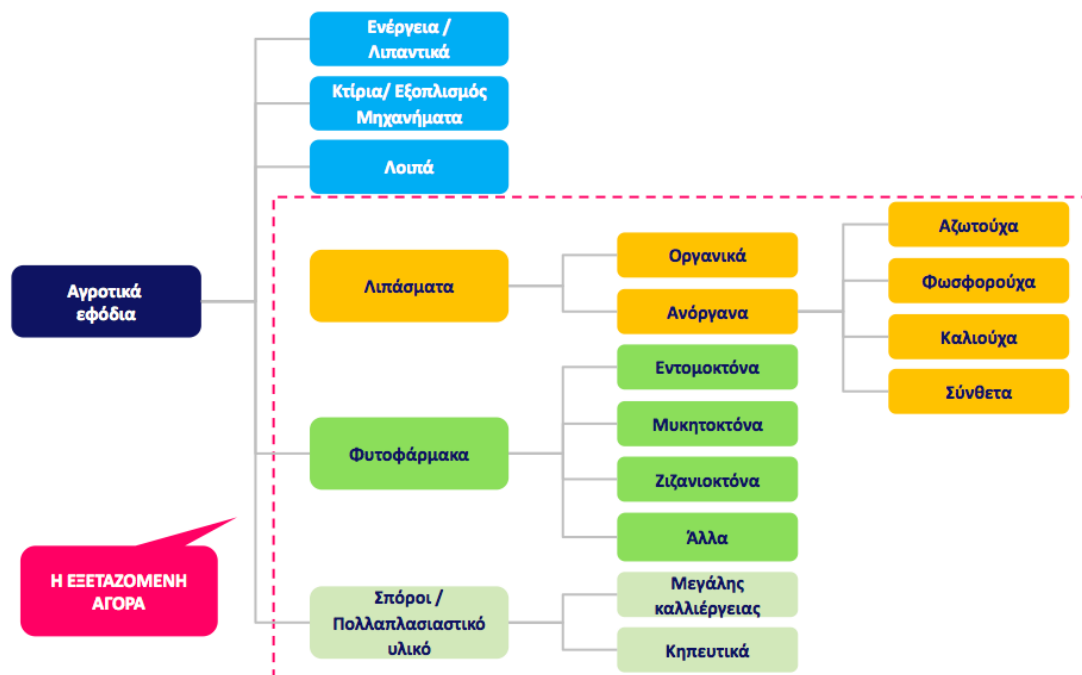 Ενέργεια /
Λιπαντικά
Κτίρια/ Εξοπλισμός
Μηχανήματα
Λοιπά
Αγροτικά
εφόδια
Λιπάσματα
Οργανικά
Ανόργανα
Αζωτούχα
Φωσφορούχα
Καλιούχα
Σύνθετα
Φυτοφάρμακα
Εντομοκτόνα
Μυκητοκτόνα
Ζιζανιοκτόνα
Άλλα
Η ΕΞΕΤΑΖΟΜΕΝΗ
ΑΓΟΡΑ
Σπόροι /
Πολλαπλασιαστικό
υλικό
Μεγάλης
καλλιέργειας
Κηπευτικά